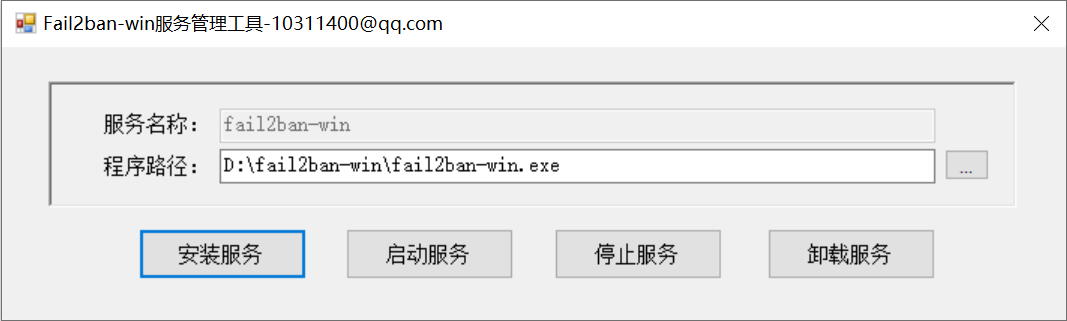 Fail2ban-win服务管理工具-10311400@qq.com
服务名称：
fail2ban-win
程序路径：
D:\fail2ban-win\fail2ban-win.exe
...
安装服务
启动服务
停止服务
卸载服务